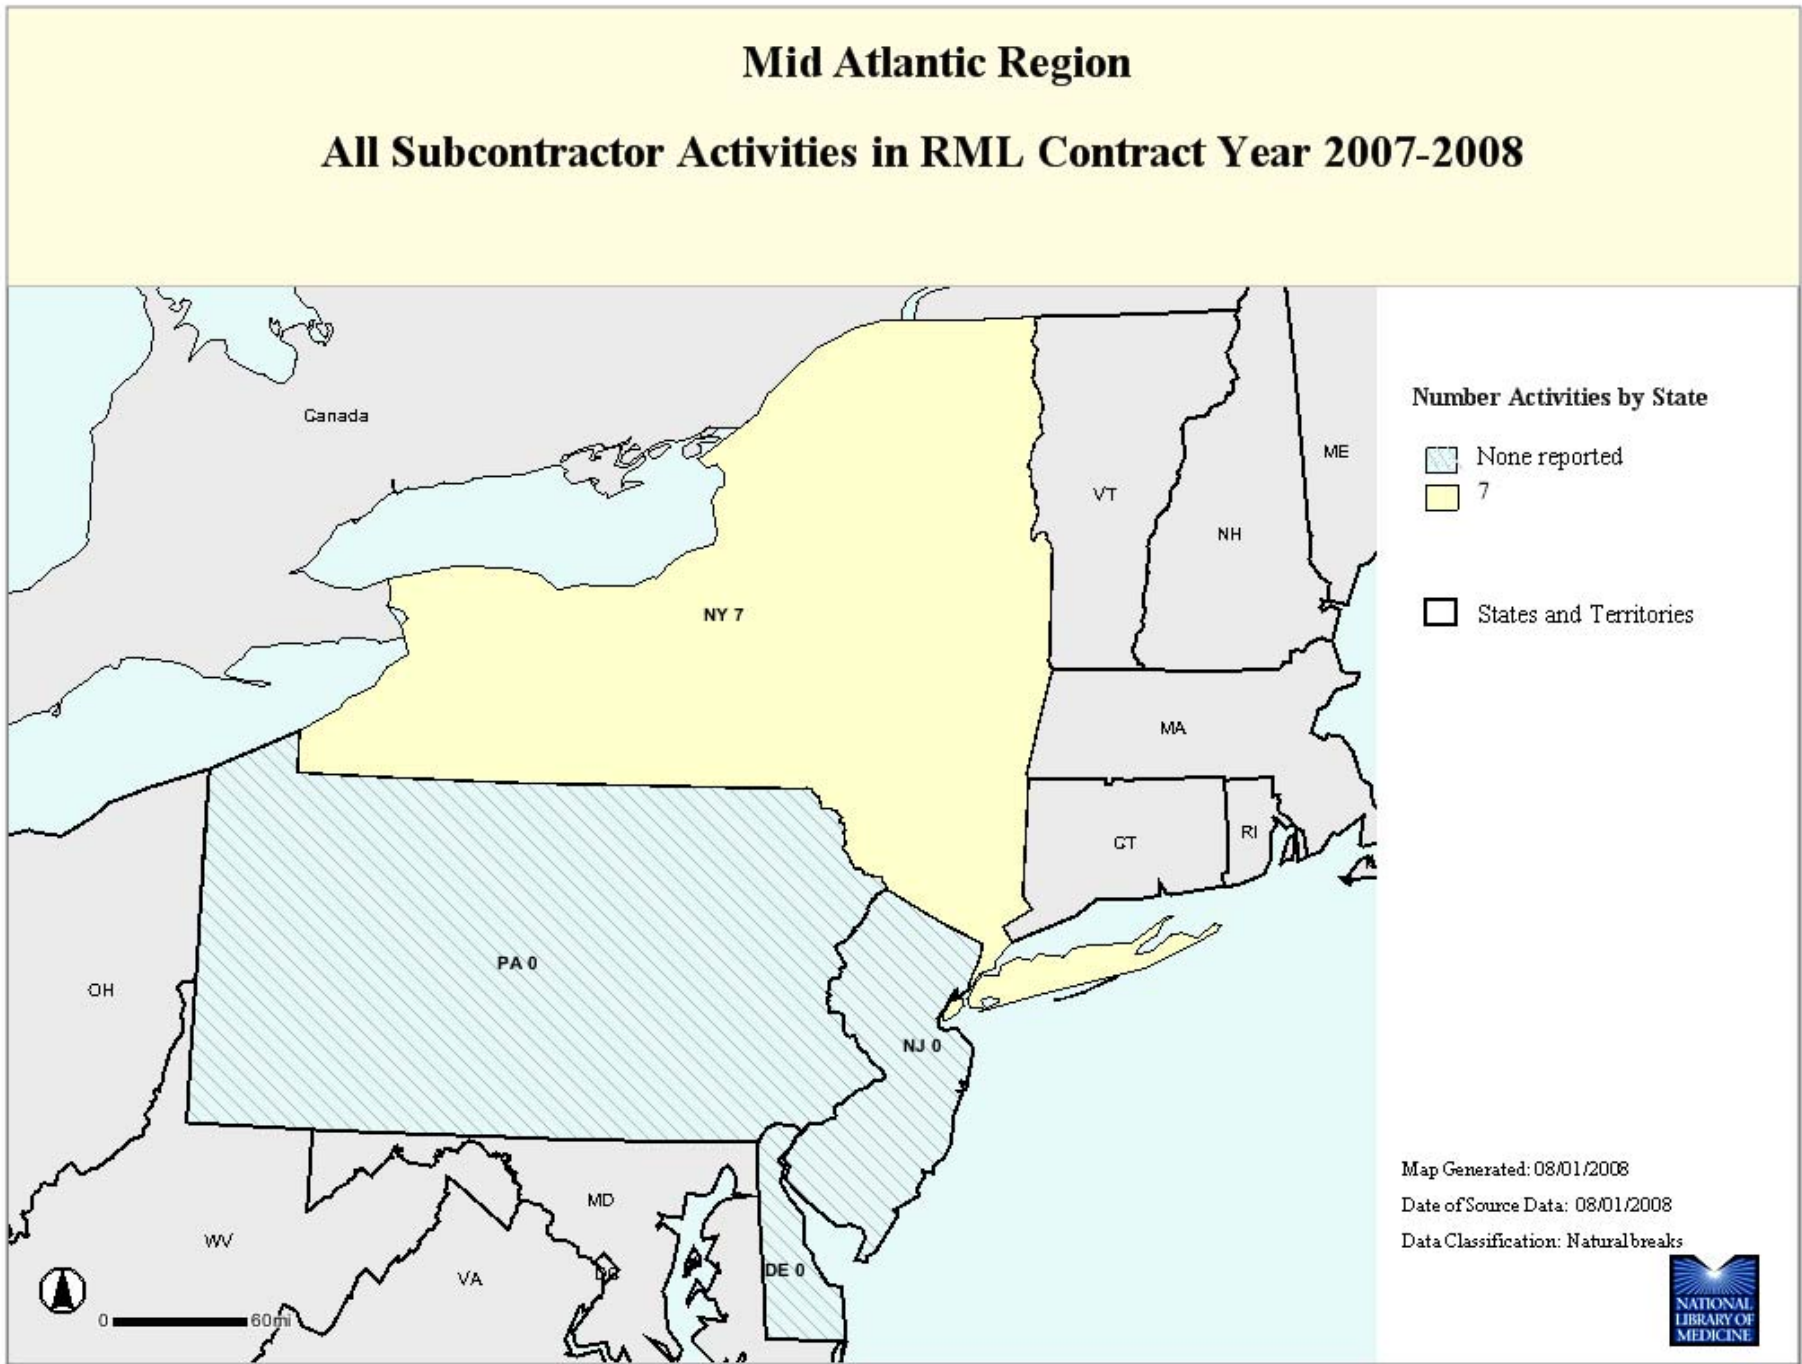 Mid Atlantic Region
All Subcontractor Activities in RML Contract Year 2007-2008
Canada
ME
VT
NH
NY 7
MA
CT
RI
PA 0
OH
NJ 0
MD
WV
VA
DC
DE 0
0 60mi
Number Activities by State
None reported
7
States and Territories
Map Generated: 08/01/2008
Date of Source Data: 08/01/2008
Data Classification: Natural breaks
NATIONAL
LIBRARY OF
MEDICINE